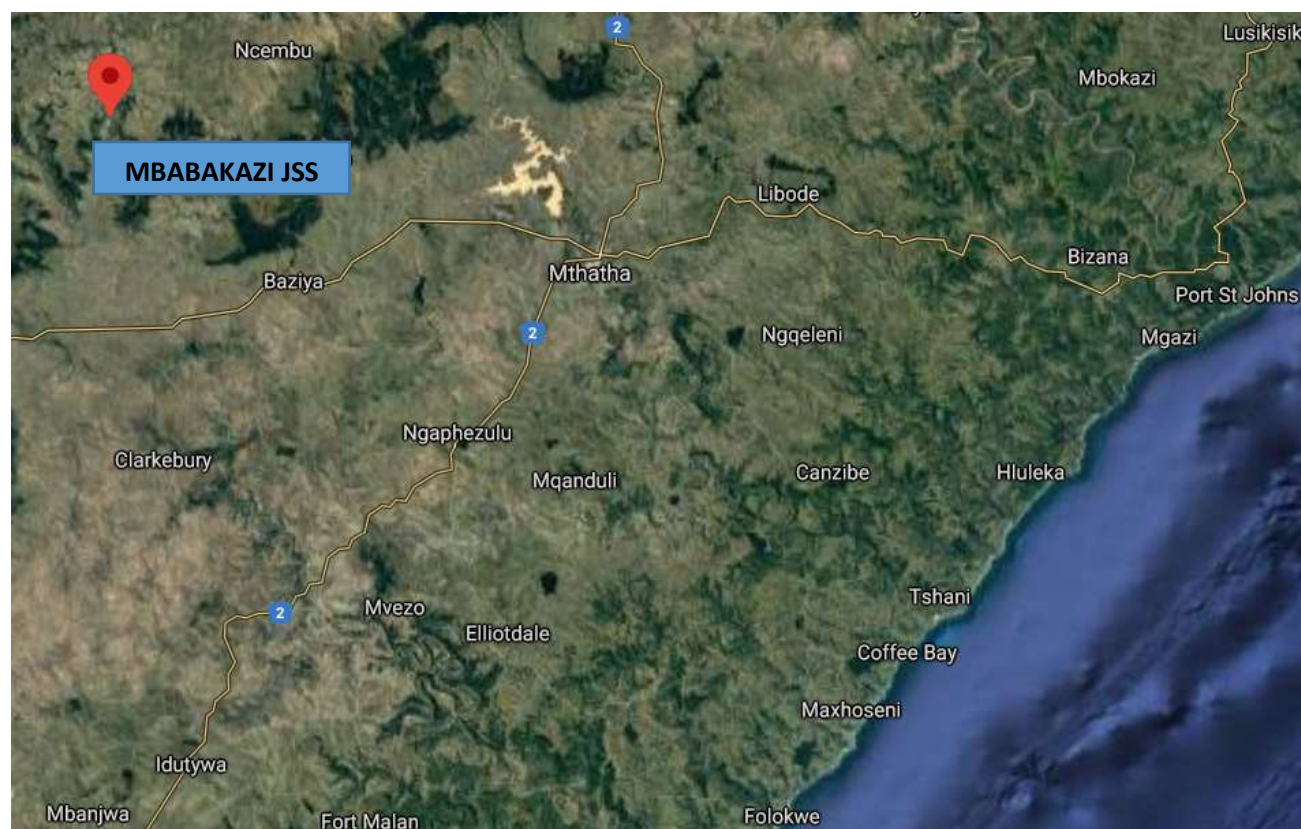 2
Lusikisik
Ncembu
Mbokazi
MBABAKAZI JSS
Libode
Bizana
Mthatha
Baziya
Port St Johns
2
Ngqeleni
Mgazi
Ngaphezulu
Clarkebury
Mqanduli
Canzibe
Hluleka
Tshani
Mvezo
2
Elliotdale
Coffee Bay
Maxhoseni
Idutywa
Mbanjwa
Fort Malan
Folokwe